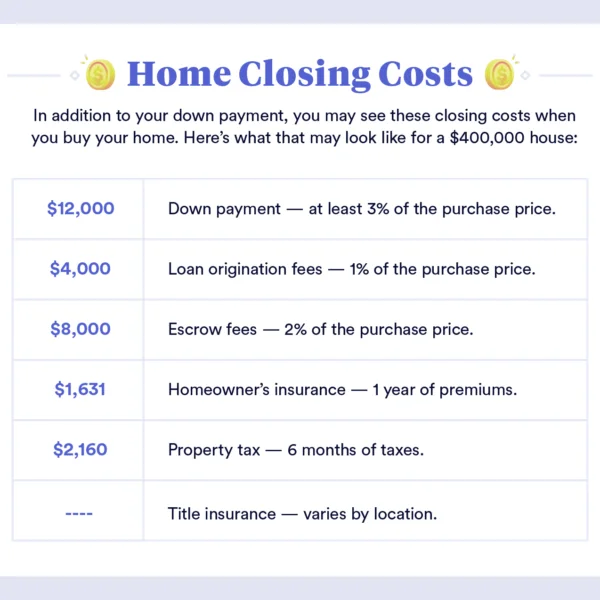 Home Closing Costs
In addition to your down payment, you may see these closing costs when
you buy your home. Here’s what that may look like for a $400,000 house:
$12,000 Down payment — at least 3% of the purchase price.
$4,000 Loan origination fees — 1% of the purchase price.
$8,000 Escrow fees — 2% of the purchase price.
$1,631 Homeowner’s insurance — 1 year of premiums.
$2,160 Property tax — 6 months of taxes.
---- Title insurance — varies by location.